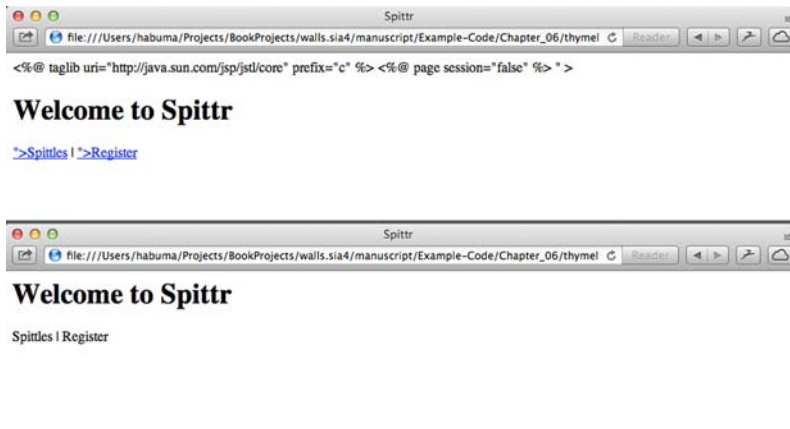 Spittr
file:///Users/habuma/Projects/BookProjects/walls.sia4/manuscript/Example-Code/Chapter_06/thymel
Reader
<%@ taglib uri="http://java.sun.com/jsp/jstl/core" prefix="c" %> <%@ page session="false" %> " >
Welcome to Spittr
">Spittles | ">Register
Spittr
file:///Users/habuma/Projects/BookProjects/walls.sia4/manuscript/Example-Code/Chapter_06/thymel
Reader
Welcome to Spittr
Spittles | Register